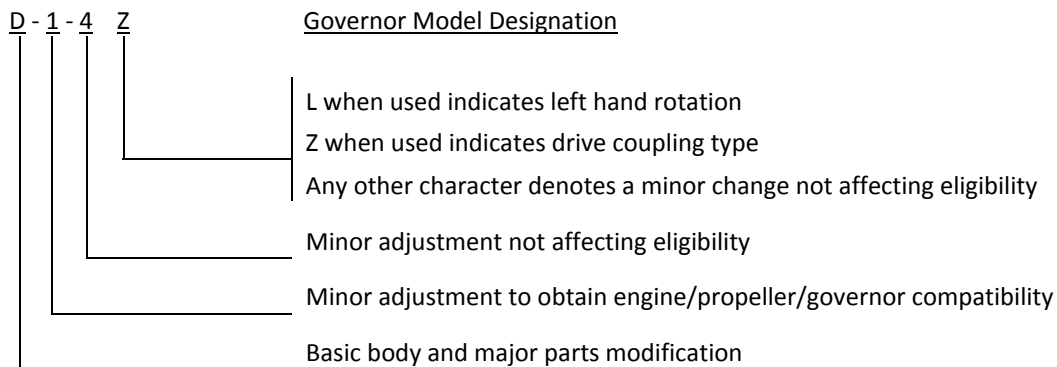 D - 1 - 4 Z Governor Model Designation
L when used indicates left hand rotation
Z when used indicates drive coupling type
Any other character denotes a minor change not affecting eligibility
Minor adjustment not affecting eligibility
Minor adjustment to obtain engine/propeller/governor compatibility
Basic body and major parts modification